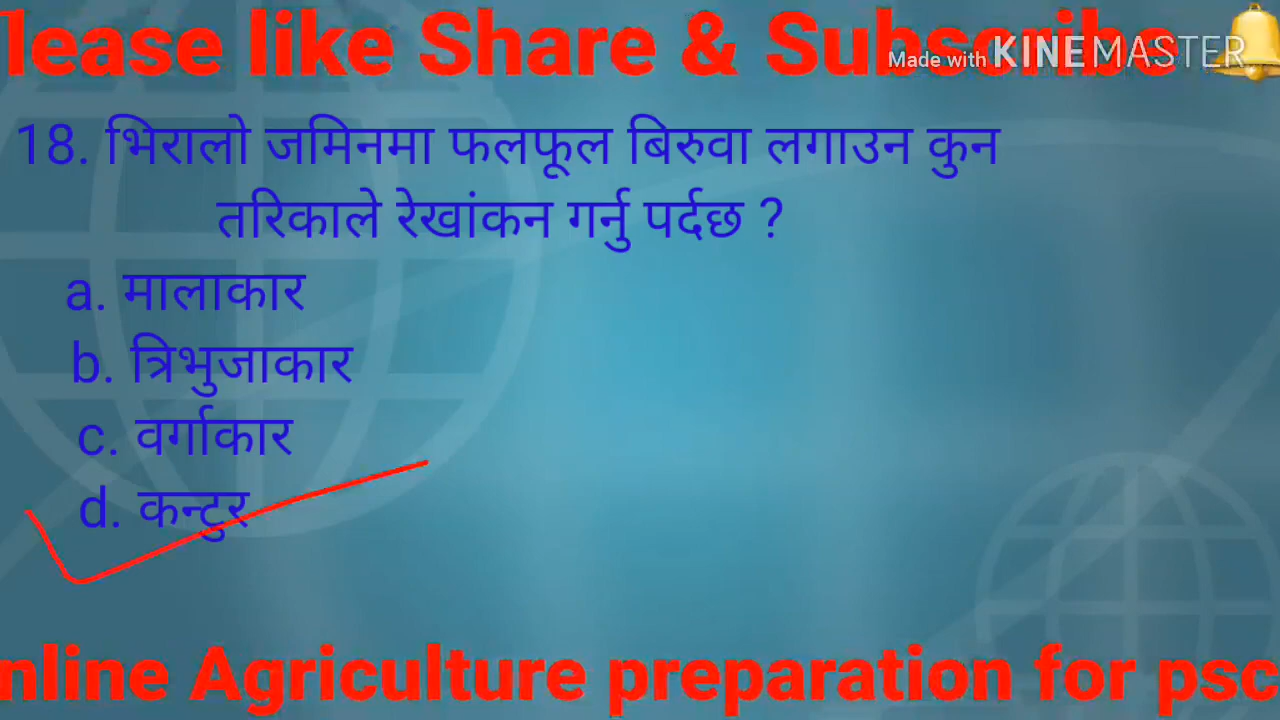 lease like Share & Subscribe
Made with KINEMASTER
18. भिरालो जमिनमा फलफूल बिरुवा लगाउन कुन
तरिकाले रेखांकन गर्नु पर्दछ ?
a. मालाकार
b. त्रिभुजाकार
c. वर्गाकार
d. कन्टुर
nline Agriculture preparation for psc